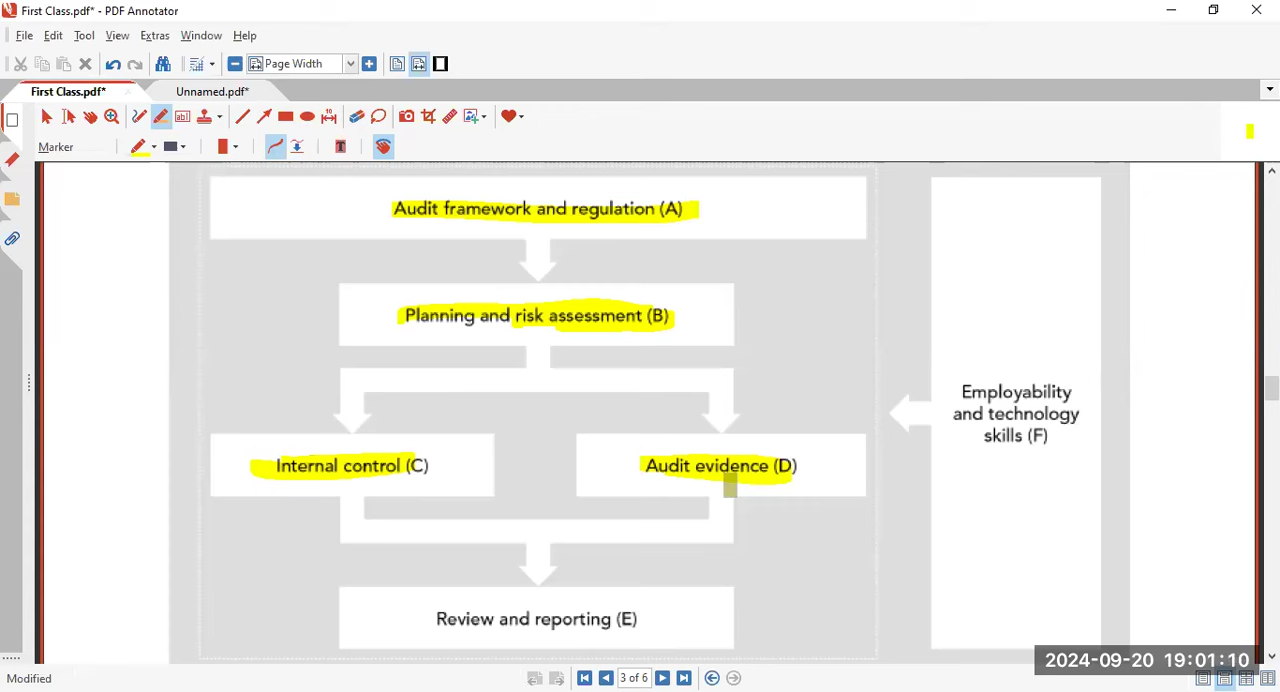 First Class.pdf* - PDF Annotator
File Edit Tool View Extras Window Help
Page Width
First Class.pdf* Unnamed.pdf*
Marker
Audit framework and regulation (A)
Planning and risk assessment (B)
Employability
and technology
skills (F)
Internal control (C)
Audit evidence (D)
Review and reporting (E)
2024-09-20 19:01:10
Modified
3 of 6